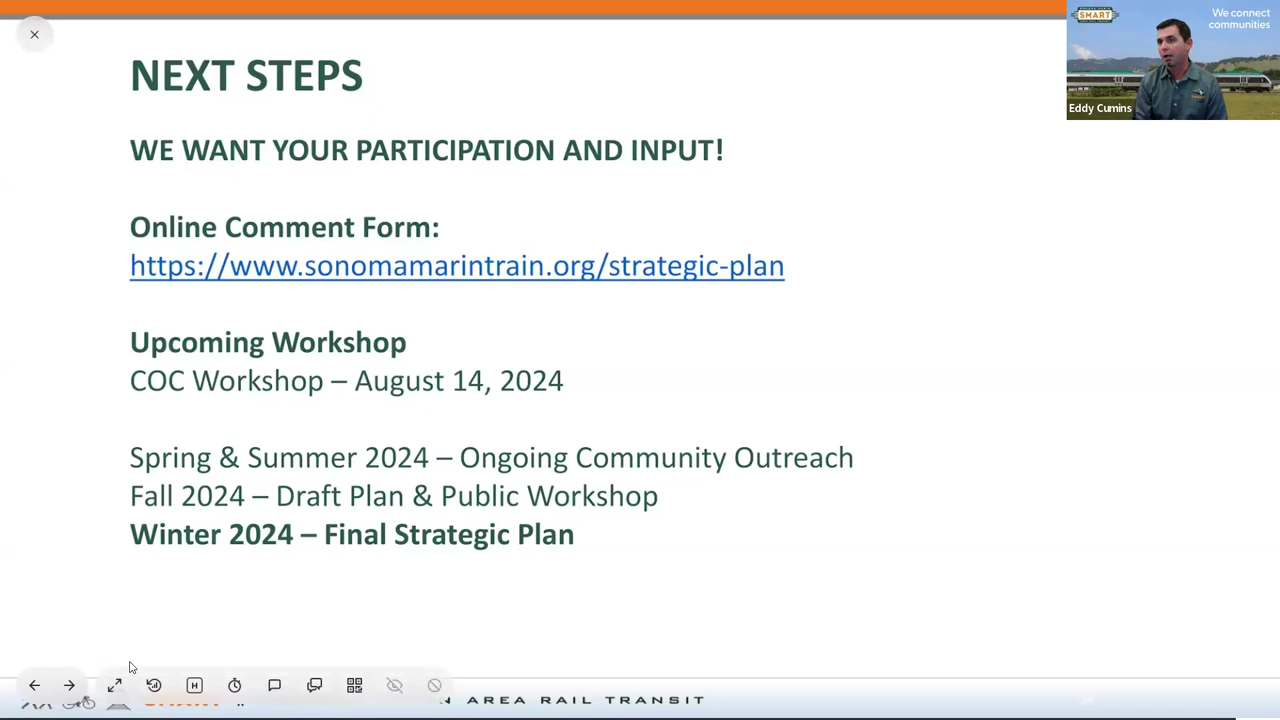 NEXT STEPS
WE WANT YOUR PARTICIPATION AND INPUT!
Online Comment Form:
https://www.sonomamarintrain.org/strategic-plan
Upcoming Workshop
COC Workshop – August 14, 2024
Spring & Summer 2024 – Ongoing Community Outreach
Fall 2024 – Draft Plan & Public Workshop
Winter 2024 – Final Strategic Plan
SMART
We connect
communities
Eddy Cumins
H
AREA RAIL TRANSIT